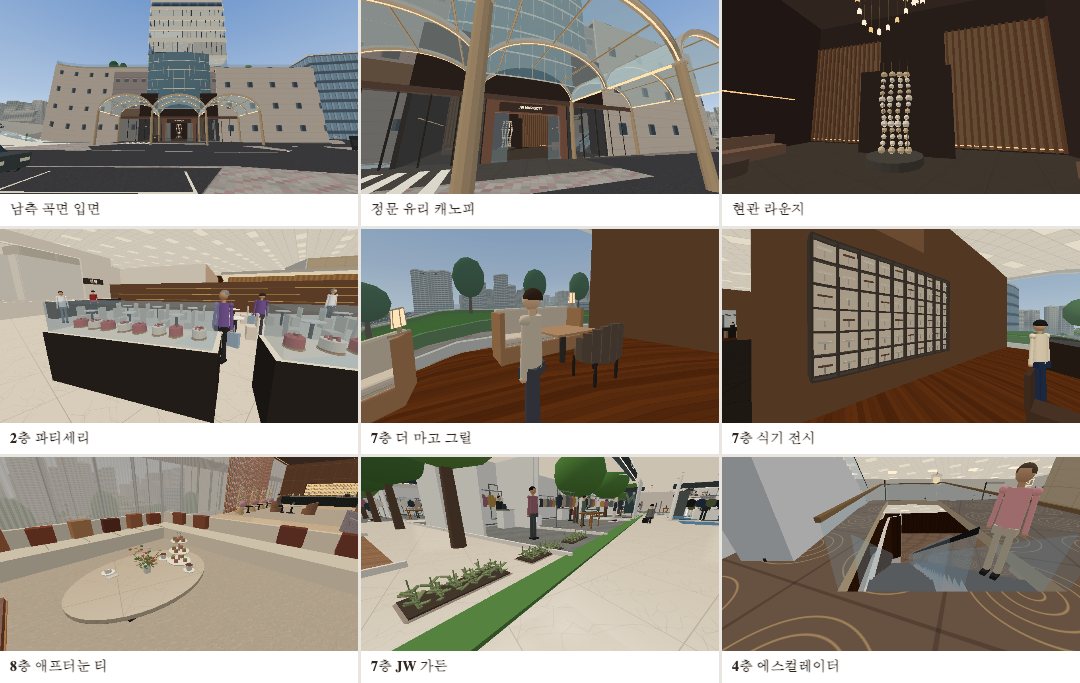 JW MARRIOTT
남측 곡면 입면
정문 유리 캐노피
현관 라운지
2층 파티세리
7층 더 마고 그릴
7층 식기 전시
8층 애프터눈 티
7층 JW 가든
4층 에스컬레이터